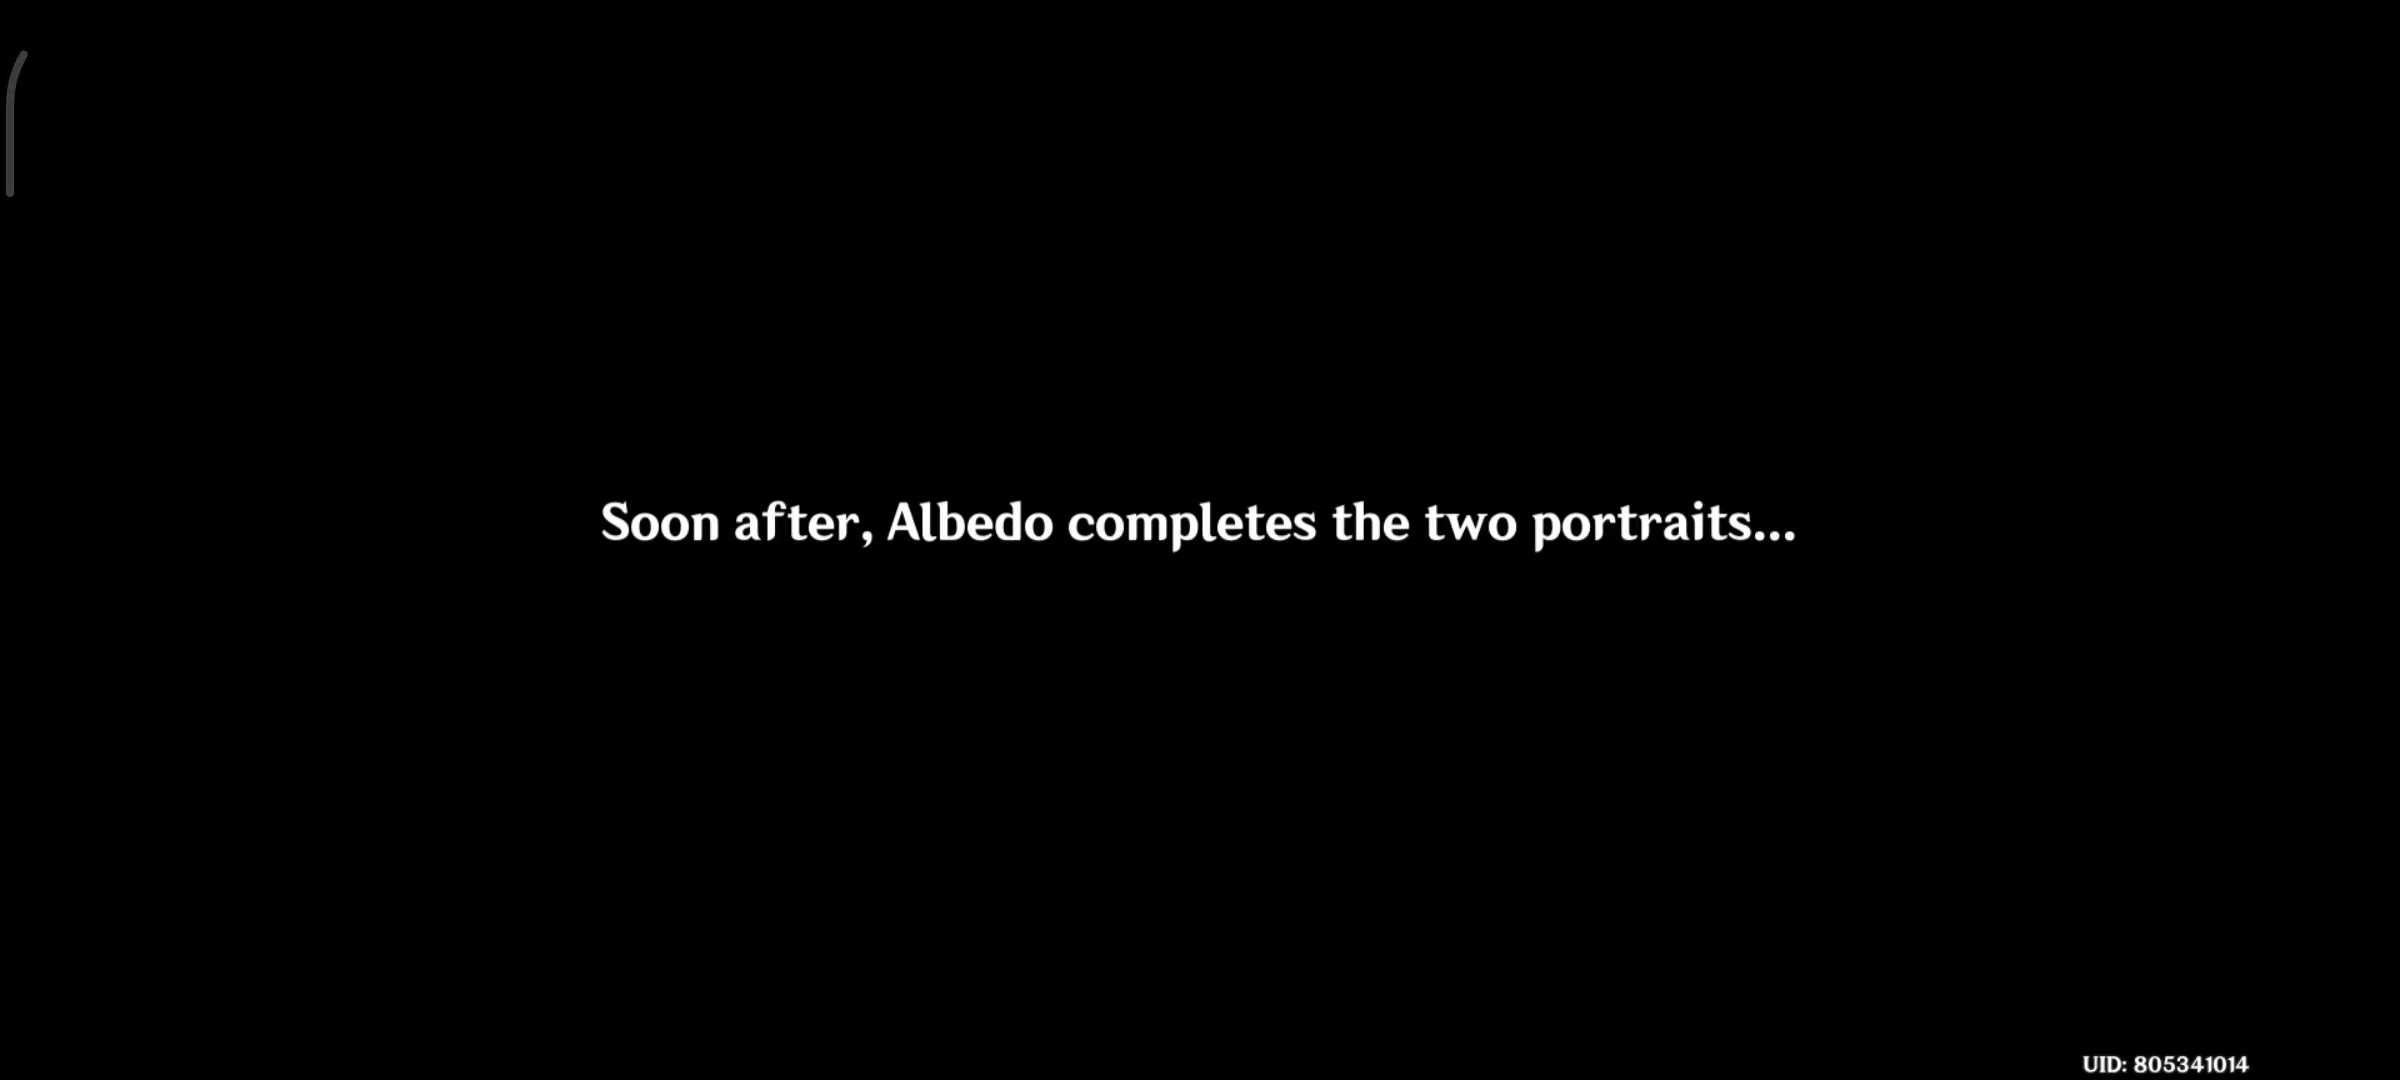 Soon after, Albedo completes the two portraits...
UID: 805341014